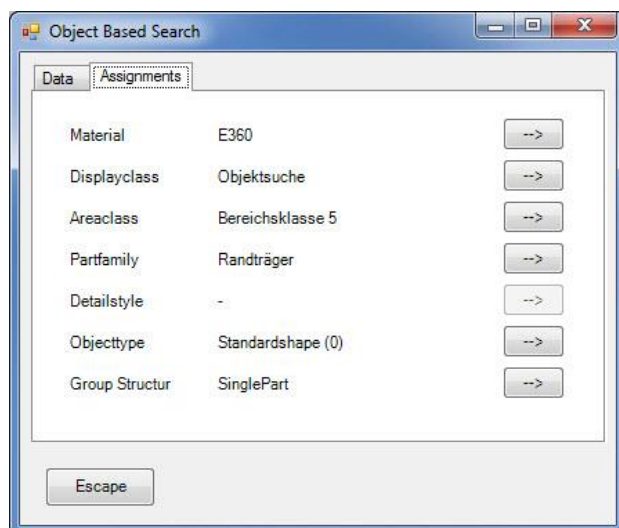 Object Based Search
Data Assignments
Material E360 -->
Displayclass Objektsuche -->
Areaclass Bereichsklasse 5 -->
Partfamily Randträger -->
Detailstyle - -->
Objecttype Standardshape (0) -->
Group Structur SinglePart -->
Escape